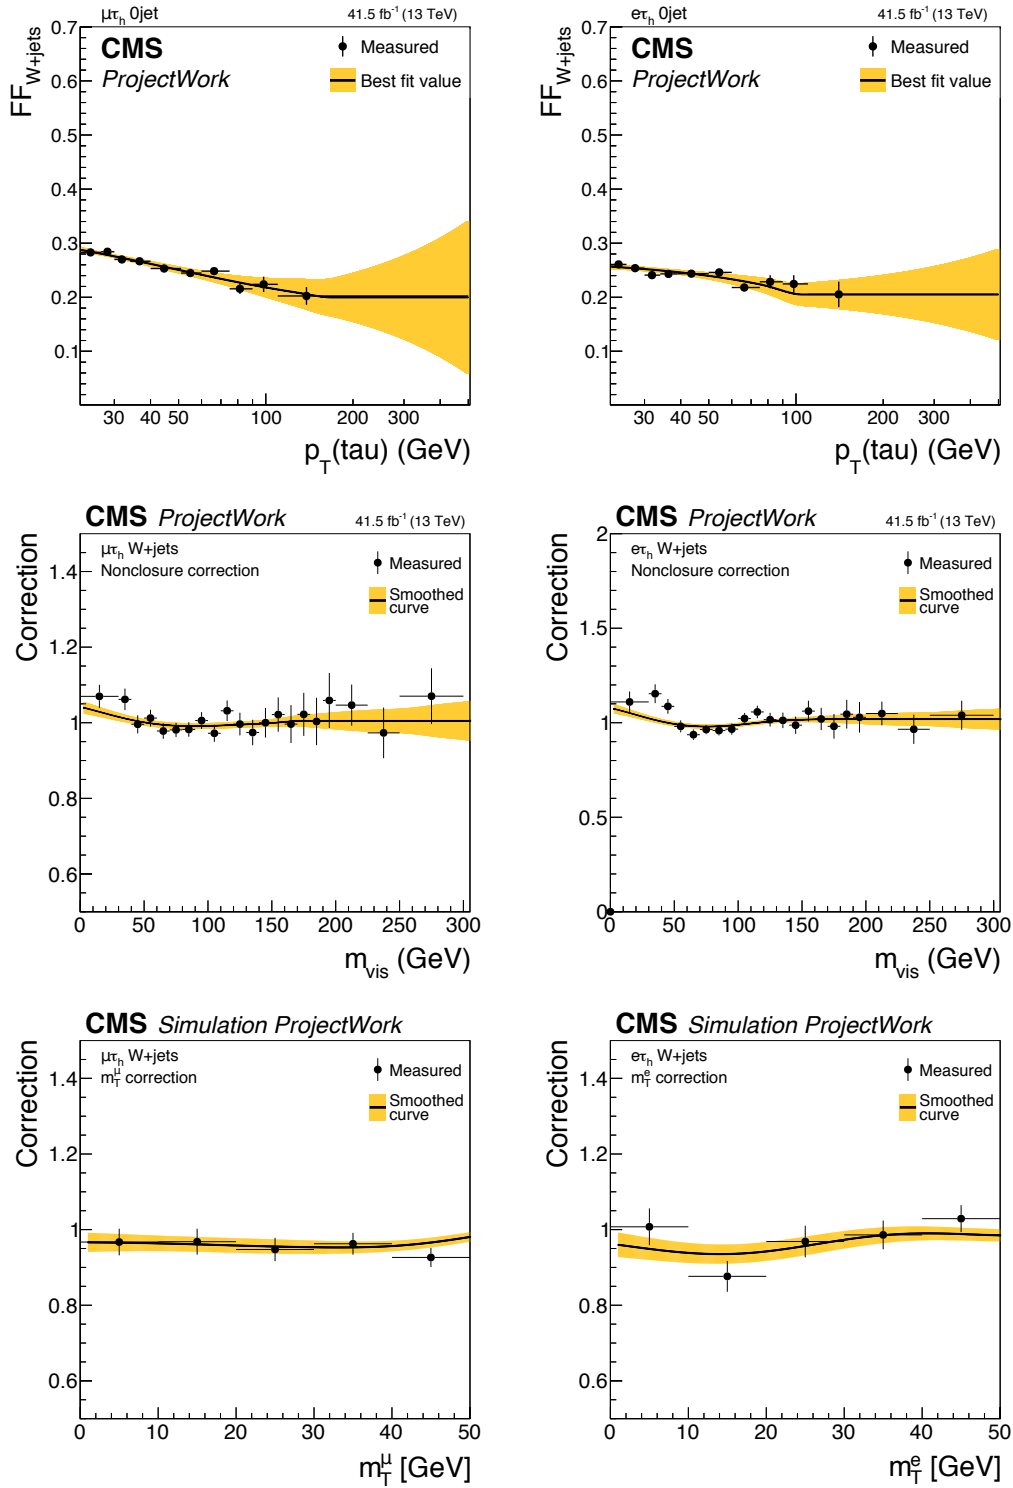 μτh 0jet 41.5 fb-1 (13 TeV)
CMS
ProjectWork
Measured
Best fit value
FFW+jets
0.7
0.6
0.5
0.4
0.3
0.2
0.1
30 40 50 100 200 300
pT(tau) (GeV)
eτh 0jet 41.5 fb-1 (13 TeV)
CMS
ProjectWork
Measured
Best fit value
FFW+jets
0.7
0.6
0.5
0.4
0.3
0.2
0.1
30 40 50 100 200 300
pT(tau) (GeV)
CMS ProjectWork 41.5 fb-1 (13 TeV)
μτh W+jets
Nonclosure correction
Measured
Smoothed
curve
Correction
1.4
1.2
1
0.8
0.6
0 50 100 150 200 250 300
mvis (GeV)
CMS ProjectWork 41.5 fb-1 (13 TeV)
eτh W+jets
Nonclosure correction
Measured
Smoothed
curve
Correction
2
1.5
1
0.5
0
0 50 100 150 200 250 300
mvis (GeV)
CMS Simulation ProjectWork
μτh W+jets
mTμ correction
Measured
Smoothed
curve
Correction
1.4
1.2
1
0.8
0.6
0 10 20 30 40 50
mTμ [GeV]
CMS Simulation ProjectWork
eτh W+jets
mTe correction
Measured
Smoothed
curve
Correction
1.4
1.2
1
0.8
0.6
0 10 20 30 40 50
mTe [GeV]